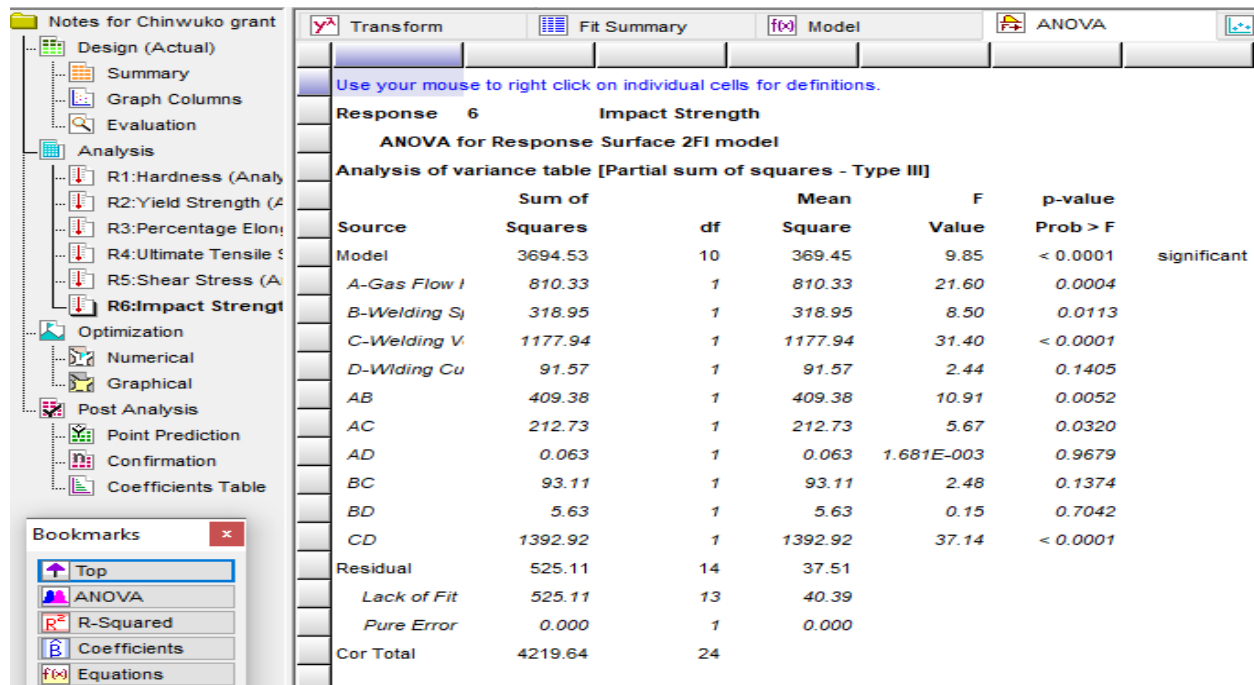 Notes for Chinwuko grant
Design (Actual)
Summary
Graph Columns
Evaluation
Analysis
R1:Hardness (Analy
R2:Yield Strength (A
R3:Percentage Elong
R4:Ultimate Tensile S
R5:Shear Stress (A
R6:Impact Strengt
Optimization
Numerical
Graphical
Post Analysis
Point Prediction
Confirmation
Coefficients Table
Bookmarks ×
Top
ANOVA
R² R-Squared
β̂ Coefficients
f(x) Equations
yλ Transform Fit Summary f(x) Model ANOVA
Use your mouse to right click on individual cells for definitions.
Response 6 Impact Strength
ANOVA for Response Surface 2FI model
Analysis of variance table [Partial sum of squares - Type III]
Sum of Mean F p-value
Source Squares df Square Value Prob > F
Model 3694.53 10 369.45 9.85 < 0.0001 significant
A-Gas Flow 810.33 1 810.33 21.60 0.0004
B-Welding Sp 318.95 1 318.95 8.50 0.0113
C-Welding V 1177.94 1 1177.94 31.40 < 0.0001
D-Wlding Cu 91.57 1 91.57 2.44 0.1405
AB 409.38 1 409.38 10.91 0.0052
AC 212.73 1 212.73 5.67 0.0320
AD 0.063 1 0.063 1.681E-003 0.9679
BC 93.11 1 93.11 2.48 0.1374
BD 5.63 1 5.63 0.15 0.7042
CD 1392.92 1 1392.92 37.14 < 0.0001
Residual 525.11 14 37.51
Lack of Fit 525.11 13 40.39
Pure Error 0.000 1 0.000
Cor Total 4219.64 24